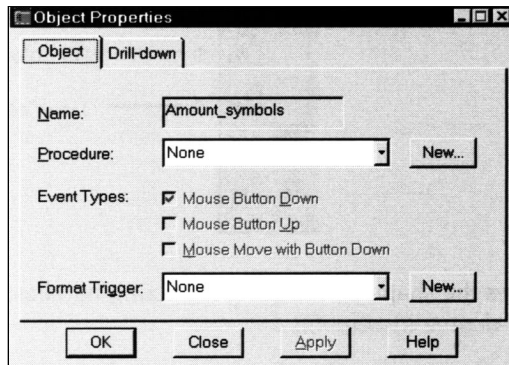 Object Properties
Object Drill-down
Name: Amount_symbols
Procedure: None New...
Event Types: Mouse Button Down
Mouse Button Up
Mouse Move with Button Down
Format Trigger: None New...
OK Close Apply Help